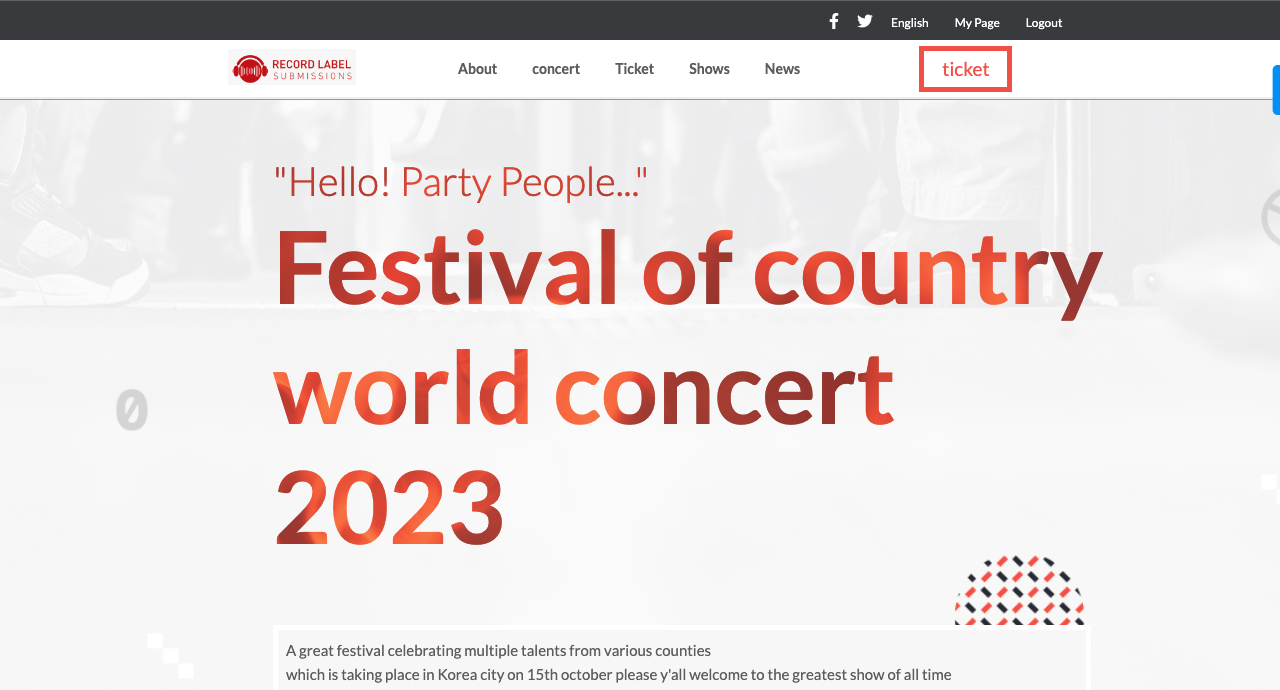 English My Page Logout
RECORD LABEL
SUBMISSIONS
About concert Ticket Shows News
ticket
"Hello! Party People..."
Festival of country
world concert
2023
0
A great festival celebrating multiple talents from various counties
which is taking place in Korea city on 15th october please y'all welcome to the greatest show of all time